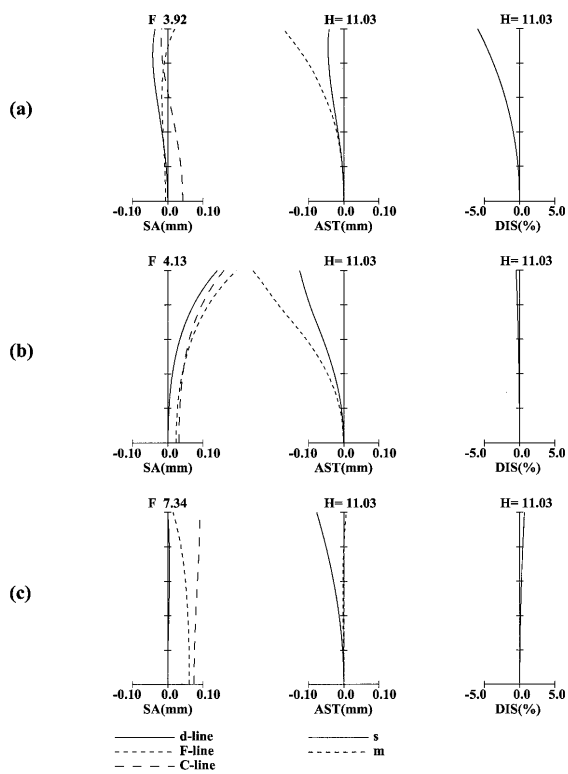 F 3.92 H= 11.03 H= 11.03
(a)
-0.10 0.0 0.10 -0.10 0.0 0.10 -5.0 0.0 5.0
SA(mm) AST(mm) DIS(%)
F 4.13 H= 11.03 H= 11.03
(b)
-0.10 0.0 0.10 -0.10 0.0 0.10 -5.0 0.0 5.0
SA(mm) AST(mm) DIS(%)
F 7.34 H= 11.03 H= 11.03
(c)
-0.10 0.0 0.10 -0.10 0.0 0.10 -5.0 0.0 5.0
SA(mm) AST(mm) DIS(%)
d-line s
F-line m
C-line